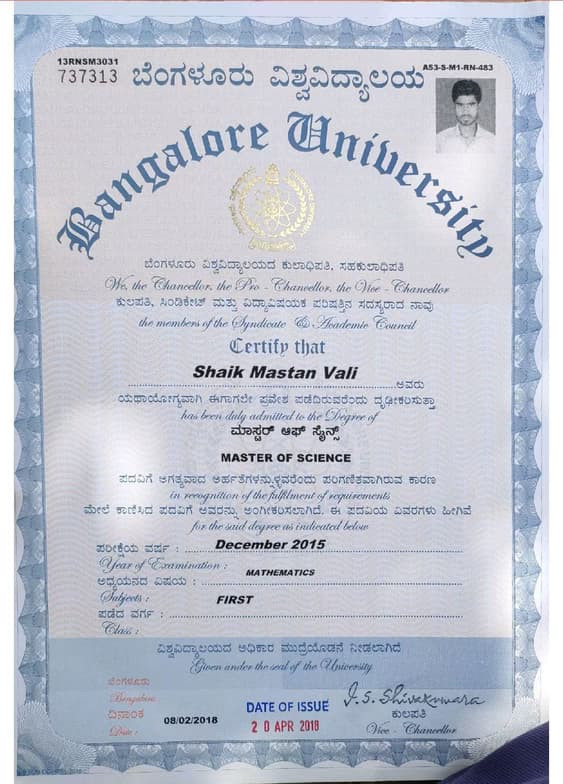 13RNSM3031
737313
ಬೆಂಗಳೂರು ವಿಶ್ವವಿದ್ಯಾಲಯ
A53-S-M1-RN-483
Bangalore University
ಬೆಂಗಳೂರು ವಿಶ್ವವಿದ್ಯಾಲಯದ ಕುಲಾಧಿಪತಿ, ಸಹಕುಲಾಧಿಪತಿ
We, the Chancellor, the Pro - Chancellor, the Vice - Chancellor
ಕುಲಪತಿ, ಸಿಂಡಿಕೇಟ್ ಮತ್ತು ವಿದ್ಯಾವಿಷಯಕ ಪರಿಷತ್ತಿನ ಸದಸ್ಯರಾದ ನಾವು
the members of the Syndicate & Academic Council
Certify that
Shaik Mastan Vali
ಅವರು
ಯಥಾಯೋಗ್ಯವಾಗಿ ಈಗಾಗಲೇ ಪ್ರವೇಶ ಪಡೆದಿರುವರೆಂದು ದೃಢೀಕರಿಸುತ್ತಾ
has been duly admitted to the Degree of
ಮಾಸ್ಟರ್ ಆಫ್ ಸೈನ್ಸ್
MASTER OF SCIENCE
ಪದವಿಗೆ ಅಗತ್ಯವಾದ ಅರ್ಹತೆಗಳನ್ನುಳ್ಳವರೆಂದು ಪರಿಗಣಿತವಾಗಿರುವ ಕಾರಣ
in recognition of the fulfilment of requirements
ಮೇಲೆ ಕಾಣಿಸಿದ ಪದವಿಗೆ ಅವರನ್ನು ಅಂಗೀಕರಿಸಲಾಗಿದೆ. ಈ ಪದವಿಯ ವಿವರಗಳು ಹೀಗಿವೆ
for the said degree as indicated below
ಪರೀಕ್ಷೆಯ ವರ್ಷ : December 2015
Year of Examination :
ಅಧ್ಯಯನದ ವಿಷಯ : MATHEMATICS
Subjects :
ಪಡೆದ ವರ್ಗ : FIRST
Class :
ವಿಶ್ವವಿದ್ಯಾಲಯದ ಅಧಿಕಾರ ಮುದ್ರೆಯೊಡನೆ ನೀಡಲಾಗಿದೆ
Given under the seal of the University
ಬೆಂಗಳೂರು
Bengaluru
ದಿನಾಂಕ
Date :
08/02/2018
DATE OF ISSUE
20 APR 2018
ಕುಲಪತಿ
Vice - Chancellor